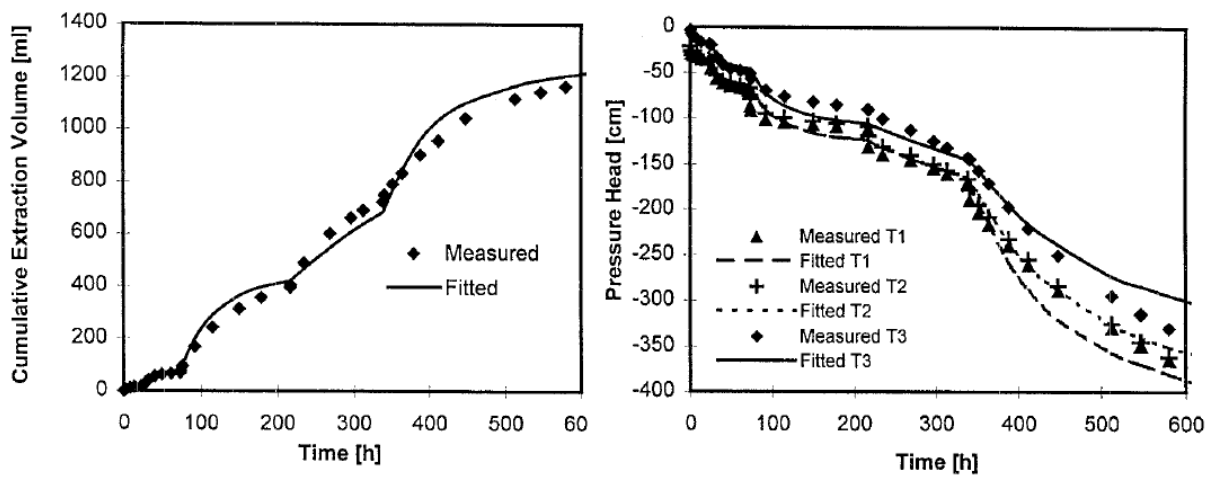 Cumulative Extraction Volume [ml]
1400
1200
1000
800
600
400
200
0
Measured
Fitted
0
100
200
300
400
500
60
Time [h]
Pressure Head [cm]
0
-50
-100
-150
-200
-250
-300
-350
-400
Measured T1
Fitted T1
Measured T2
Fitted T2
Measured T3
Fitted T3
0
100
200
300
400
500
600
Time [h]